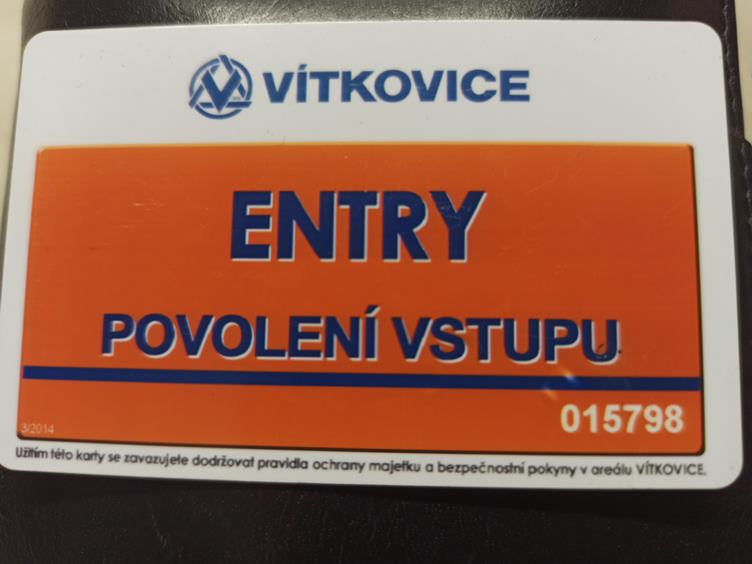 VÍTKOVICE
ENTRY
POVOLENÍ VSTUPU
015798
3/2014
Užitím této karty se zavazujete dodržovat pravidla ochrany majetku a bezpečnostní pokyny v areálu VÍTKOVICE.